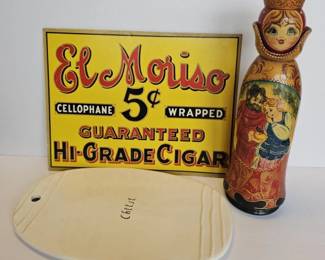 El Moriso
CELLOPHANE 5¢ WRAPPED
GUARANTEED
HI-GRADE CIGAR